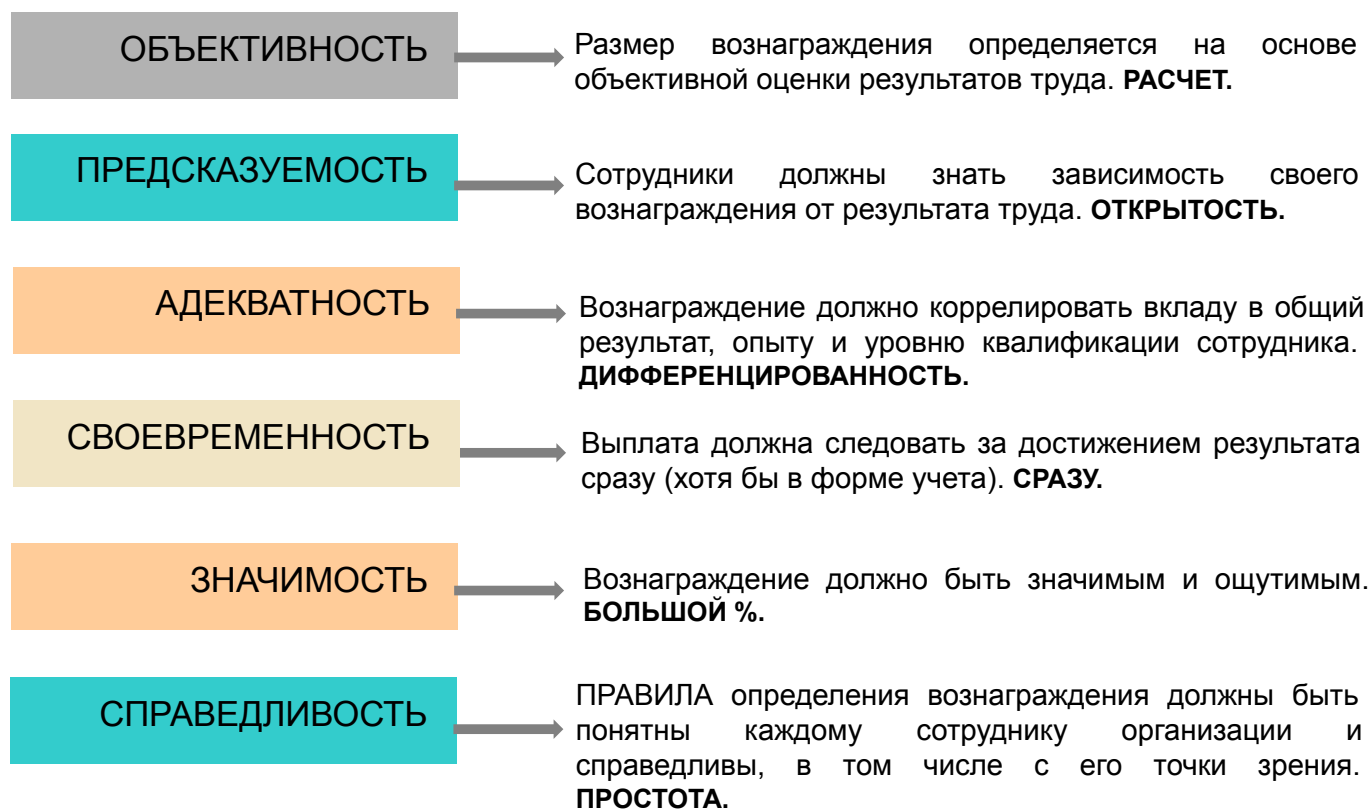 ОБЪЕКТИВНОСТЬ
Размер вознаграждения определяется на основе
объективной оценки результатов труда. РАСЧЕТ.
ПРЕДСКАЗУЕМОСТЬ
Сотрудники должны знать зависимость своего
вознаграждения от результата труда. ОТКРЫТОСТЬ.
АДЕКВАТНОСТЬ
Вознаграждение должно коррелировать вкладу в общий
результат, опыту и уровню квалификации сотрудника.
ДИФФЕРЕНЦИРОВАННОСТЬ.
СВОЕВРЕМЕННОСТЬ
Выплата должна следовать за достижением результата
сразу (хотя бы в форме учета). СРАЗУ.
ЗНАЧИМОСТЬ
Вознаграждение должно быть значимым и ощутимым.
БОЛЬШОЙ %.
СПРАВЕДЛИВОСТЬ
ПРАВИЛА определения вознаграждения должны быть
понятны каждому сотруднику организации и
справедливы, в том числе с его точки зрения.
ПРОСТОТА.